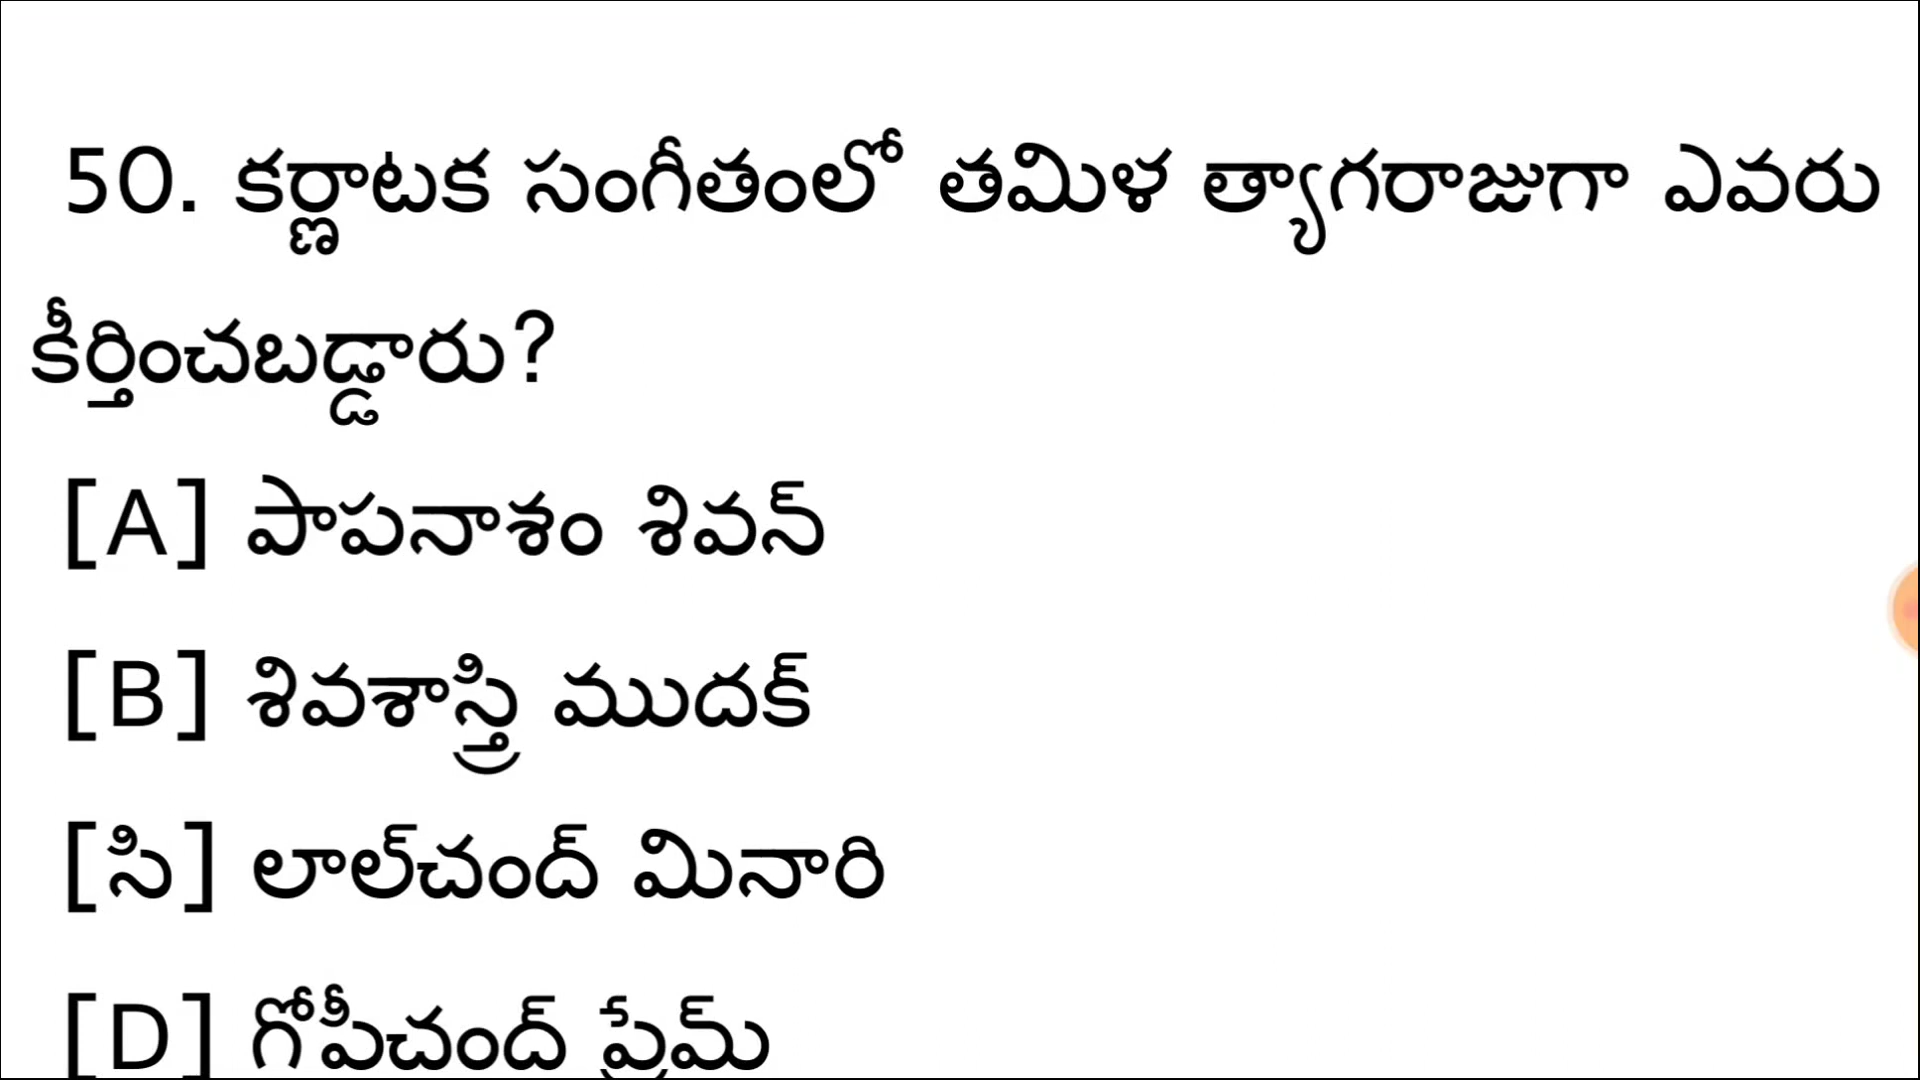 50. కర్ణాటక సంగీతంలో తమిళ త్యాగరాజుగా ఎవరు
కీర్తించబడ్డారు?
[A] పాపనాశం శివన్
[B] శివశాస్త్రి ముదక్
[సి] లాల్‌చంద్ మినారి
[D] గోపీచంద్ ప్రేమ్